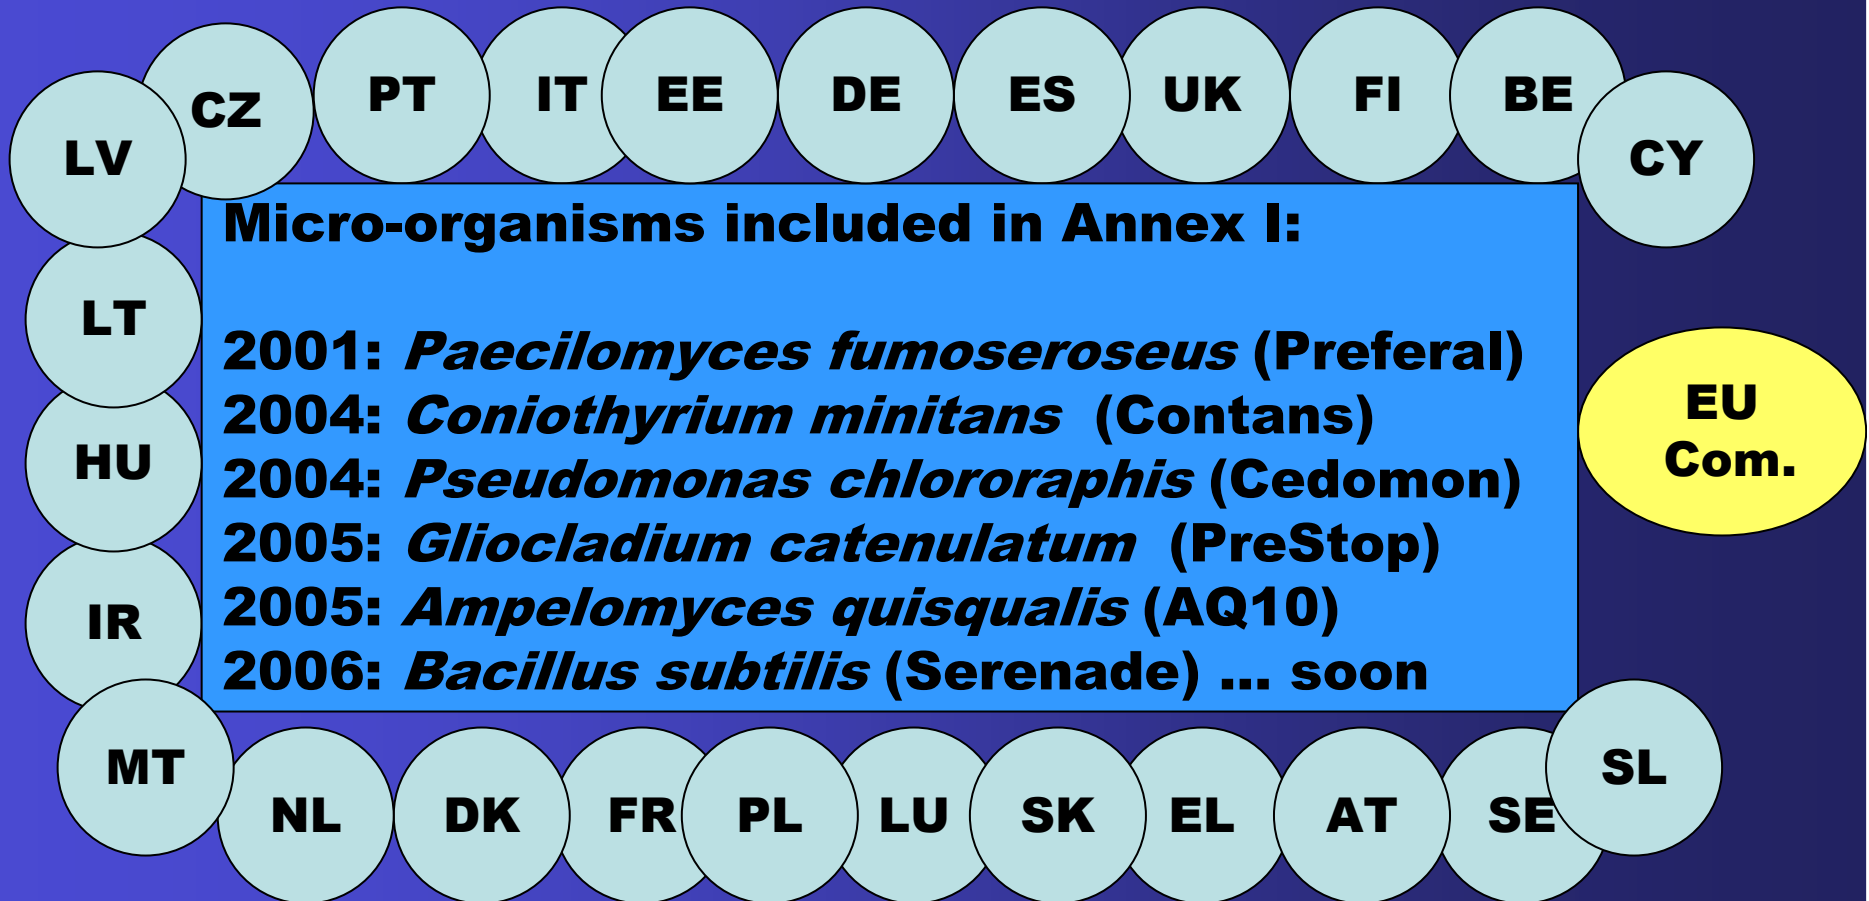 CZ
PT
IT
EE
DE
ES
UK
FI
BE
LV
CY
Micro-organisms included in Annex I:
LT
2001: Paecilomyces fumoseroseus (Preferal)
2004: Coniothyrium minitans (Contans)
2004: Pseudomonas chlororaphis (Cedomon)
2005: Gliocladium catenulatum (PreStop)
2005: Ampelomyces quisqualis (AQ10)
2006: Bacillus subtilis (Serenade) ... soon
EU
Com.
HU
IR
MT
SL
NL
DK
FR
PL
LU
SK
EL
AT
SE